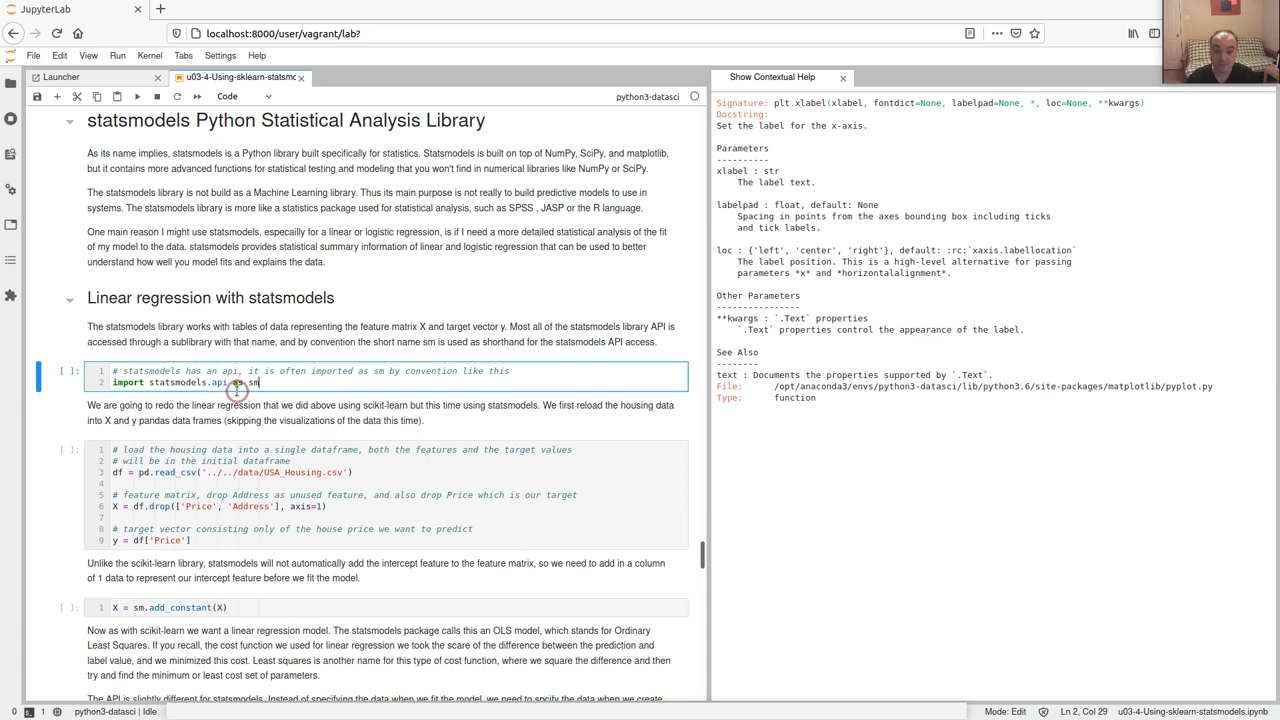 JupyterLab
localhost:8000/user/vagrant/lab?
File Edit View Run Kernel Tabs Settings Help
Launcher
u03-4-Using-sklearn-statsmo
Show Contextual Help
Code
python3-datasci
statsmodels Python Statistical Analysis Library
As its name implies, statsmodels is a Python library built specifically for statistics. Statsmodels is built on top of NumPy, SciPy, and matplotlib,
but it contains more advanced functions for statistical testing and modeling that you won't find in numerical libraries like NumPy or SciPy.
The statsmodels library is not build as a Machine Learning library. Thus its main purpose is not really to build predictive models to use in
systems. The statsmodels library is more like a statistics package used for statistical analysis, such as SPSS , JASP or the R language.
One main reason I might use statsmodels, especailly for a linear or logistic regression, is if I need a more detailed statistical analysis of the fit
of my model to the data. statsmodels provides statistical summary information of linear and logistic regression that can be used to better
understand how well you model fits and explains the data.
Linear regression with statsmodels
The statsmodels library works with tables of data representing the feature matrix X and target vector y. Most all of the statsmodels library API is
accessed through a sublibrary with that name, and by convention the short name sm is used as shorthand for the statsmodels API access.
[ ]:
1 # statsmodels has an api, it is often imported as sm by convention like this
2 import statsmodels.api as sm
We are going to redo the linear regression that we did above using scikit-learn but this time using statsmodels. We first reload the housing data
into X and y pandas data frames (skipping the visualizations of the data this time).
[ ]:
1 # load the housing data into a single dataframe, both the features and the target values
2 # will be in the initial dataframe
3 df = pd.read_csv('../../data/USA_Housing.csv')
4
5 # feature matrix, drop Address as unused feature, and also drop Price which is our target
6 X = df.drop(['Price', 'Address'], axis=1)
7
8 # target vector consisting only of the house price we want to predict
9 y = df['Price']
Unlike the scikit-learn library, statsmodels will not automatically add the intercept feature to the feature matrix, so we need to add in a column
of 1 data to represent our intercept feature before we fit the model.
[ ]:
1 X = sm.add_constant(X)
Now as with scikit-learn we want a linear regression model. The statsmodels package calls this an OLS model, which stands for Ordinary
Least Squares. If you recall, the cost function we used for linear regression we took the scare of the difference between the prediction and
label value, and we minimized this cost. Least squares is another name for this type of cost function, where we square the difference and then
try and find the minimum or least cost set of parameters.
The API is slightly different for statsmodels. Instead of specifying the data when we fit the model, we need to spcify the data when we create
Signature: plt.xlabel(xlabel, fontdict=None, labelpad=None, *, loc=None, **kwargs)
Docstring:
Set the label for the x-axis.
Parameters
----------
xlabel : str
The label text.
labelpad : float, default: None
Spacing in points from the axes bounding box including ticks
and tick labels.
loc : {'left', 'center', 'right'}, default: :rc:`xaxis.labellocation`
The label position. This is a high-level alternative for passing
parameters *x* and *horizontalalignment*.
Other Parameters
----------------
**kwargs : `.Text` properties
`.Text` properties control the appearance of the label.
See Also
--------
text : Documents the properties supported by `.Text`.
File: /opt/anaconda3/envs/python3-datasci/lib/python3.6/site-packages/matplotlib/pyplot.py
Type: function
0 1 python3-datasci | Idle
Mode: Edit Ln 2, Col 29 u03-4-Using-sklearn-statsmodels.ipynb